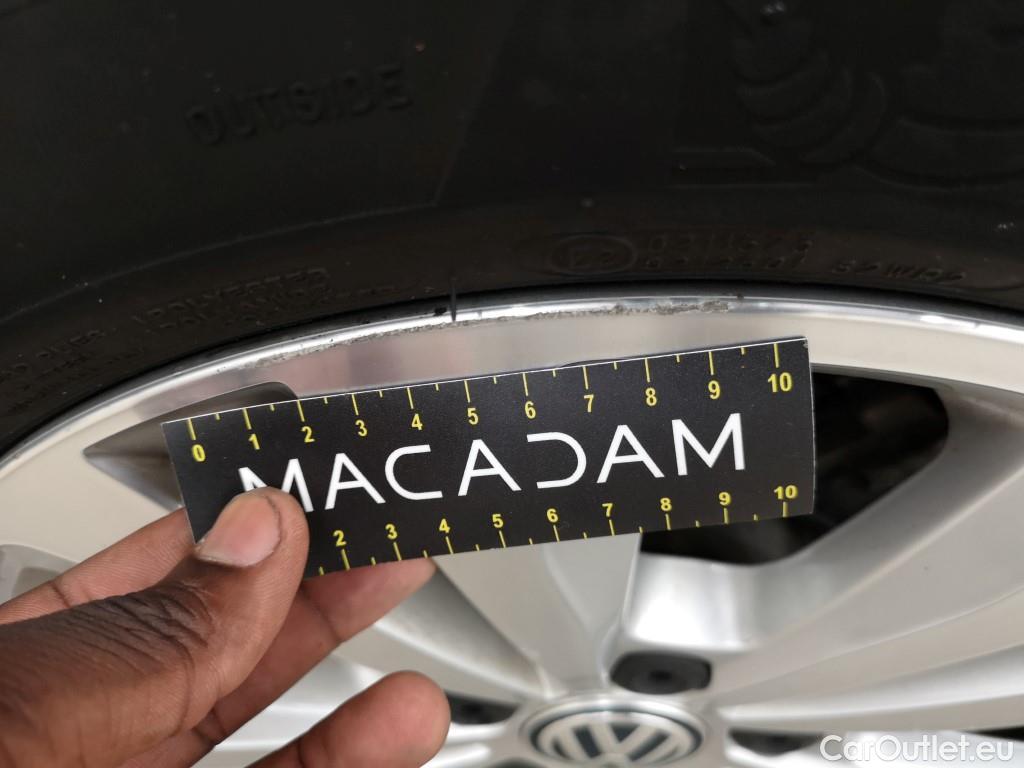 OUTSIDE
POLYESTER
0 1 2 3 4 5 6 7 8 9 10
MACADAM
2 3 4 5 6 7 8 9 10
CarOutlet.eu